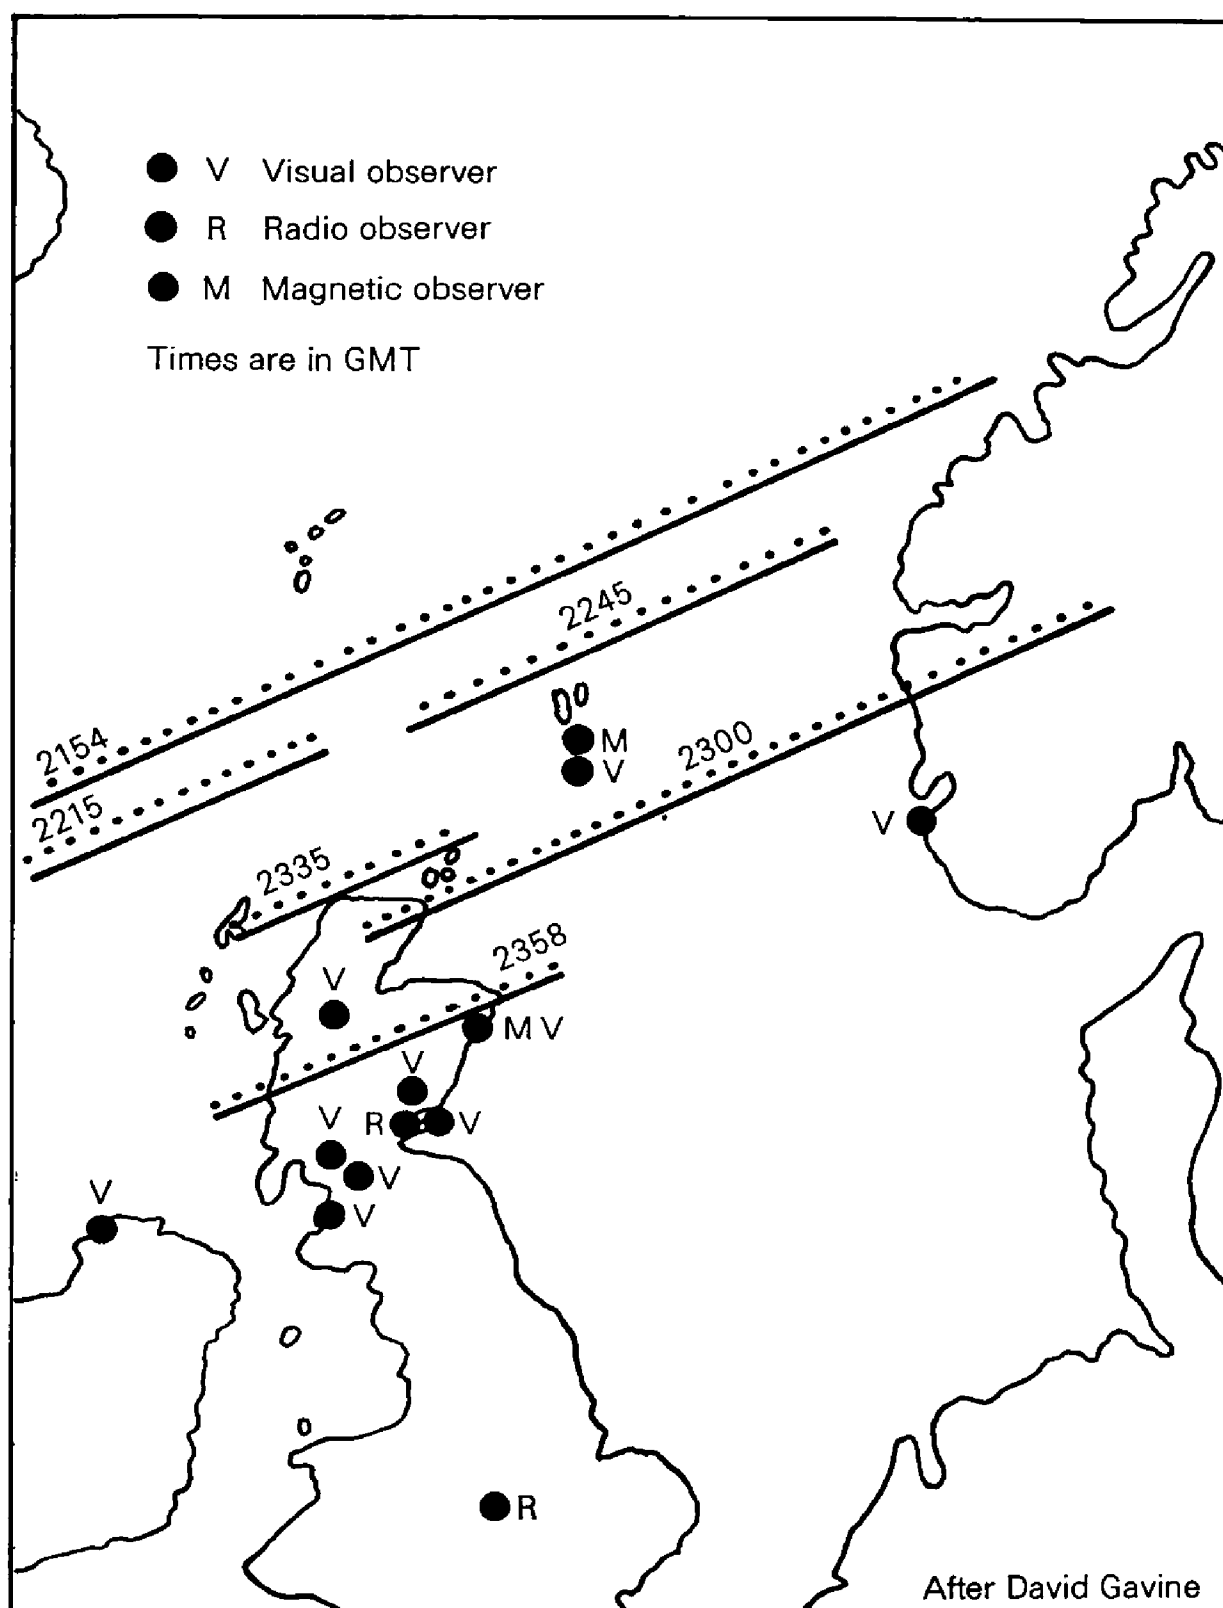 V Visual observer
R Radio observer
M Magnetic observer
Times are in GMT
2154
2245
2215
M
V
2300
V
2335
2358
V
M V
V
V
R
V
V
V
V
R
After David Gavine